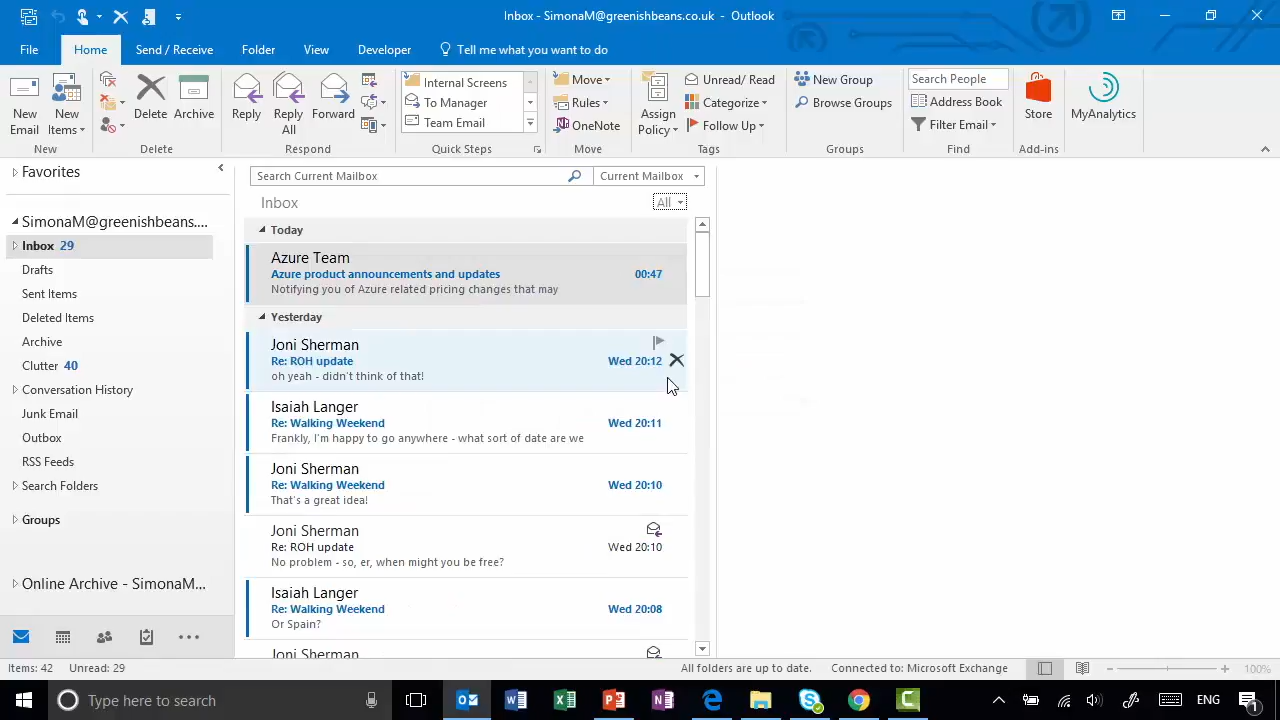 Inbox - SimonaM@greenishbeans.co.uk - Outlook
File Home Send / Receive Folder View Developer Tell me what you want to do
New Email
New Items
New
Delete
Archive
Delete
Reply
Reply All
Forward
Respond
Internal Screens
To Manager
Team Email
Quick Steps
Move
Rules
OneNote
Move
Assign Policy
Unread/ Read
Categorize
Follow Up
Tags
New Group
Browse Groups
Groups
Search People
Address Book
Filter Email
Find
Store
Add-ins
MyAnalytics
Favorites
SimonaM@greenishbeans....
Inbox 29
Drafts
Sent Items
Deleted Items
Archive
Clutter 40
Conversation History
Junk Email
Outbox
RSS Feeds
Search Folders
Groups
Online Archive - SimonaM...
Search Current Mailbox
Current Mailbox
Inbox
All
Today
Azure Team
Azure product announcements and updates 00:47
Notifying you of Azure related pricing changes that may
Yesterday
Joni Sherman
Re: ROH update Wed 20:12
oh yeah - didn't think of that!
Isaiah Langer
Re: Walking Weekend Wed 20:11
Frankly, I'm happy to go anywhere - what sort of date are we
Joni Sherman
Re: Walking Weekend Wed 20:10
That's a great idea!
Joni Sherman
Re: ROH update Wed 20:10
No problem - so, er, when might you be free?
Isaiah Langer
Re: Walking Weekend Wed 20:08
Or Spain?
Joni Sherman
Items: 42 Unread: 29 All folders are up to date. Connected to: Microsoft Exchange 100%
Type here to search ENG 1